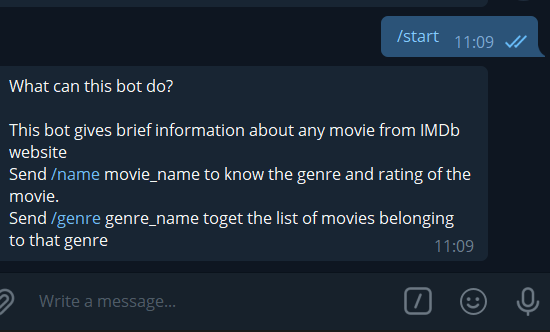 /start 11:09
What can this bot do?
This bot gives brief information about any movie from IMDb
website
Send /name movie_name to know the genre and rating of the
movie.
Send /genre genre_name toget the list of movies belonging
to that genre 11:09
Write a message...